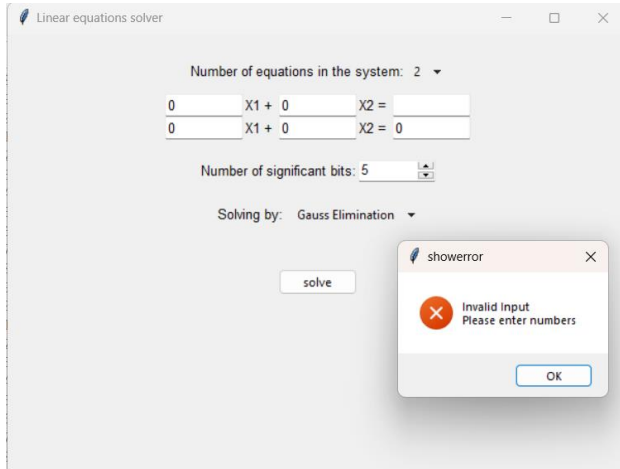 Linear equations solver
Number of equations in the system: 2
0 X1 + 0 X2 =
0 X1 + 0 X2 = 0
Number of significant bits: 5
Solving by: Gauss Elimination
solve
showerror
Invalid Input
Please enter numbers
OK